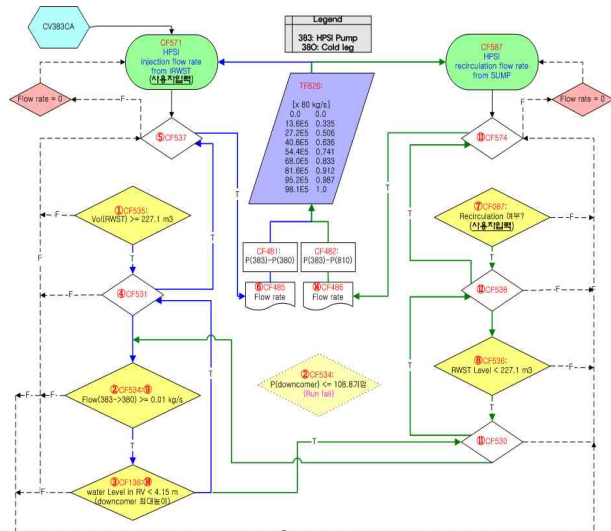 CV383CA
CF571
HPSI
injection flow rate
from IRWST
(사용자입력)
Legend
383: HPSI Pump
380: Cold leg
CF587
HPSI
recirculation flow rate
from SUMP
Flow rate = 0
F
⑤CF537
TF626:
[x 80 kg/s]
0.0 0.0
13.6E5 0.335
27.2E5 0.506
40.8E5 0.636
54.4E5 0.741
68.0E5 0.833
81.6E5 0.912
95.2E5 0.987
98.1E5 1.0
⑬CF574
F
Flow rate = 0
T
T
①CF535:
Vol(RWST) >= 227.1 m3
F
T
T
CF481:
P(383)-P(380)
CF482:
P(383)-P(810)
⑦CF087:
Recirculation 여부?
(사용자입력)
F
T
T
④CF531
F
⑥CF485
Flow rate
⑭CF486
Flow rate
⑫CF538
F
②CF534:⑨
Flow(383->380) >= 0.01 kg/s
F
F
T
T
②CF534:
P(downcomer) <= 108.8기압
(Run fail)
⑧CF536:
RWST Level < 227.1 m3
F
T
T
③CF136:⑩
water Level in RV < 4.15 m
(downcomer 최대높이)
F
T
⑪CF530